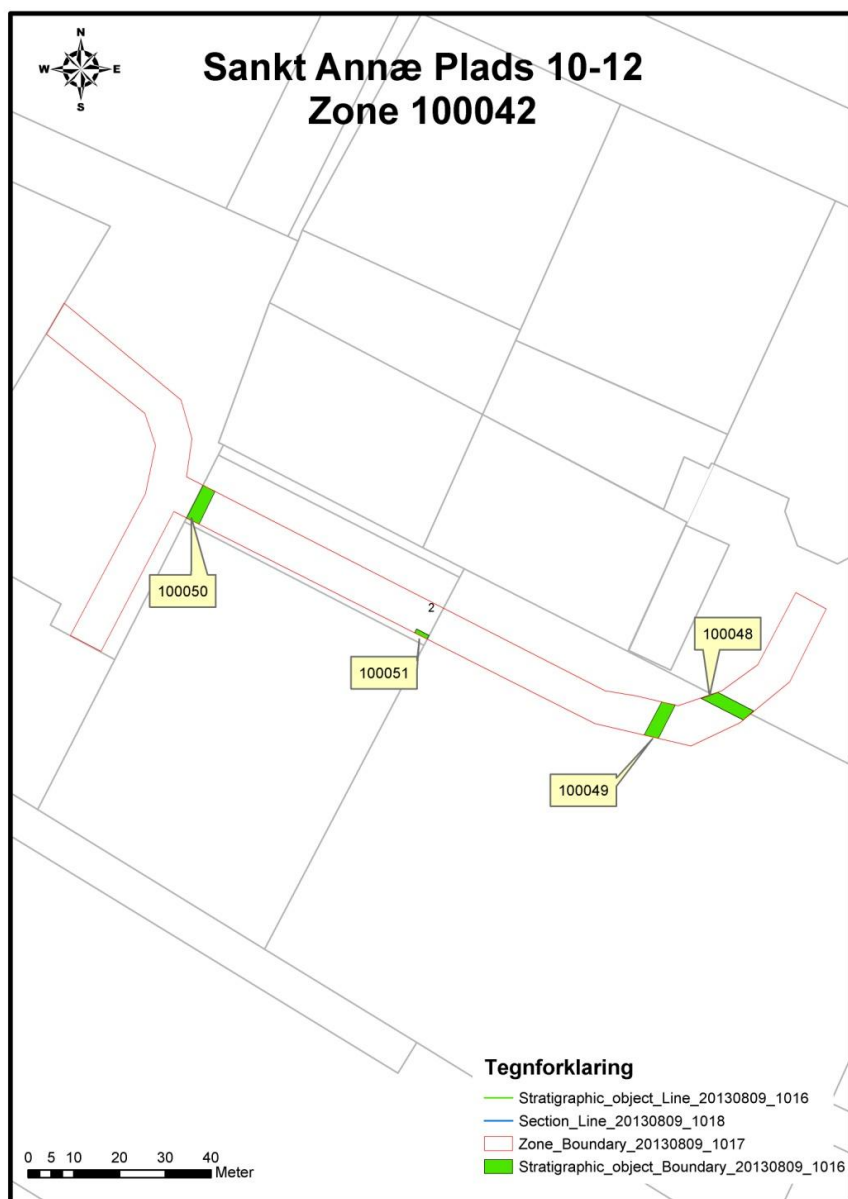 N
W E
S
Sankt Annæ Plads 10-12
Zone 100042
100050
2
100051
100048
100049
Tegnforklaring
Stratigraphic_object_Line_20130809_1016
Section_Line_20130809_1018
Zone_Boundary_20130809_1017
Stratigraphic_object_Boundary_20130809_1016
0 5 10 20 30 40
Meter